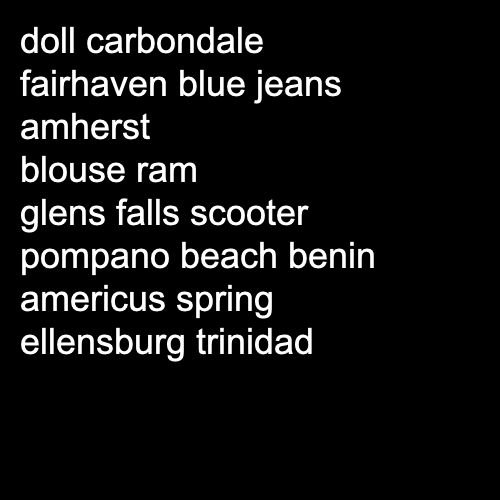 doll carbondale
fairhaven blue jeans
amherst
blouse ram
glens falls scooter
pompano beach benin
americus spring
ellensburg trinidad